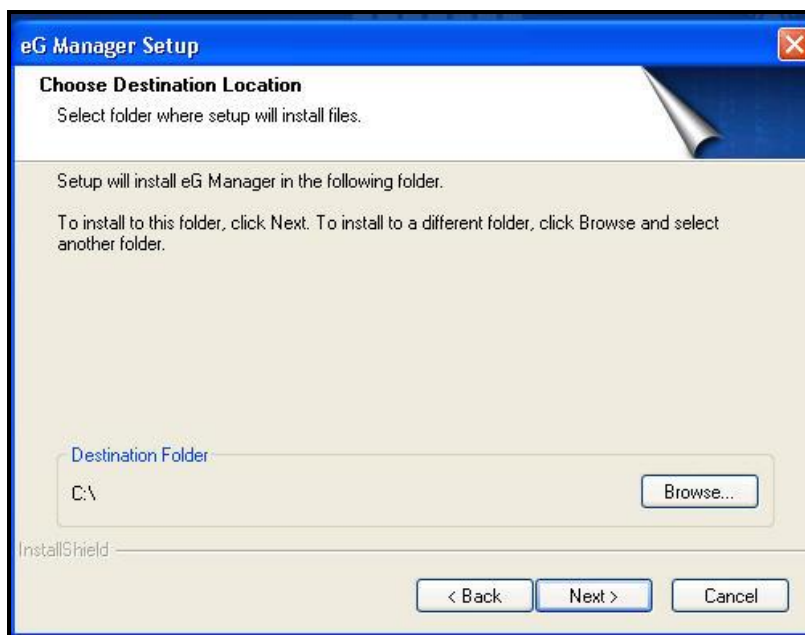 eG Manager Setup
Choose Destination Location
Select folder where setup will install files.
Setup will install eG Manager in the following folder.
To install to this folder, click Next. To install to a different folder, click Browse and select
another folder.
Destination Folder
C:\
Browse...
InstallShield
< Back
Next >
Cancel